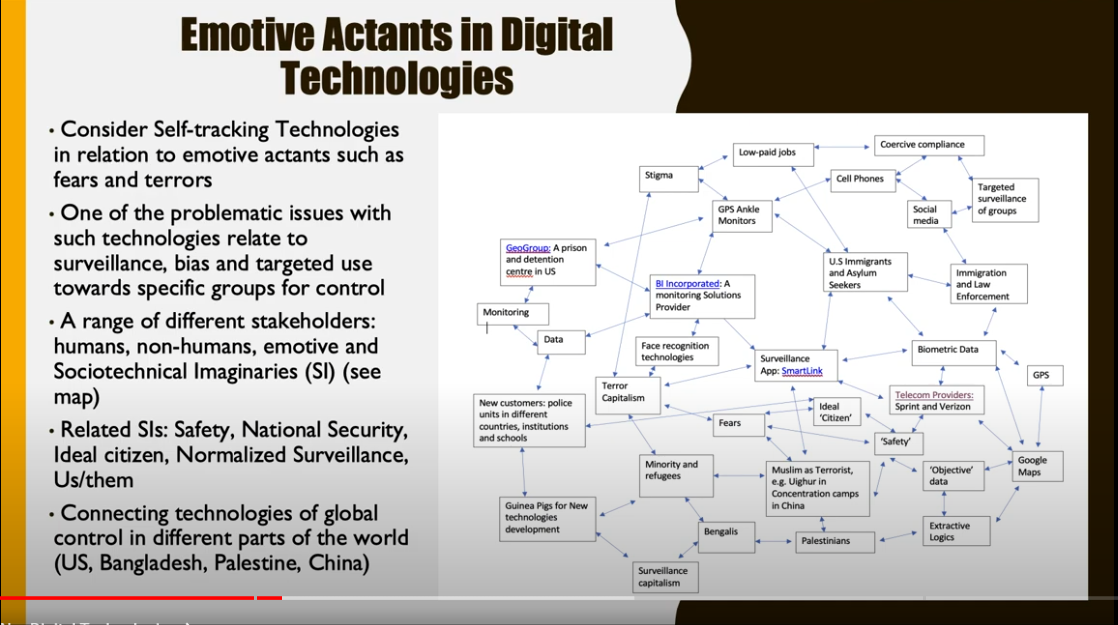 Emotive Actants in Digital
Technologies
• Consider Self-tracking Technologies
in relation to emotive actants such as
fears and terrors
• One of the problematic issues with
such technologies relate to
surveillance, bias and targeted use
towards specific groups for control
• A range of different stakeholders:
humans, non-humans, emotive and
Sociotechnical Imaginaries (SI) (see
map)
• Related SIs: Safety, National Security,
Ideal citizen, Normalized Surveillance,
Us/them
• Connecting technologies of global
control in different parts of the world
(US, Bangladesh, Palestine, China)
Low-paid jobs
Coercive compliance
Stigma
Cell Phones
Targeted
surveillance
of groups
GPS Ankle
Monitors
Social
media
GeoGroup: A prison
and detention
centre in US
U.S Immigrants
and Asylum
Seekers
Immigration
and Law
Enforcement
BI Incorporated: A
monitoring Solutions
Provider
Monitoring
Data
Face recognition
technologies
Biometric Data
Surveillance
App: SmartLink
GPS
Terror
Capitalism
Telecom Providers:
Sprint and Verizon
New customers: police
units in different
countries, institutions
and schools
Ideal
‘Citizen’
Fears
‘Safety’
Minority and
refugees
Muslim as Terrorist,
e.g. Uighur in
Concentration camps
in China
‘Objective’
data
Google
Maps
Guinea Pigs for New
technologies
development
Bengalis
Palestinians
Extractive
Logics
Surveillance
capitalism